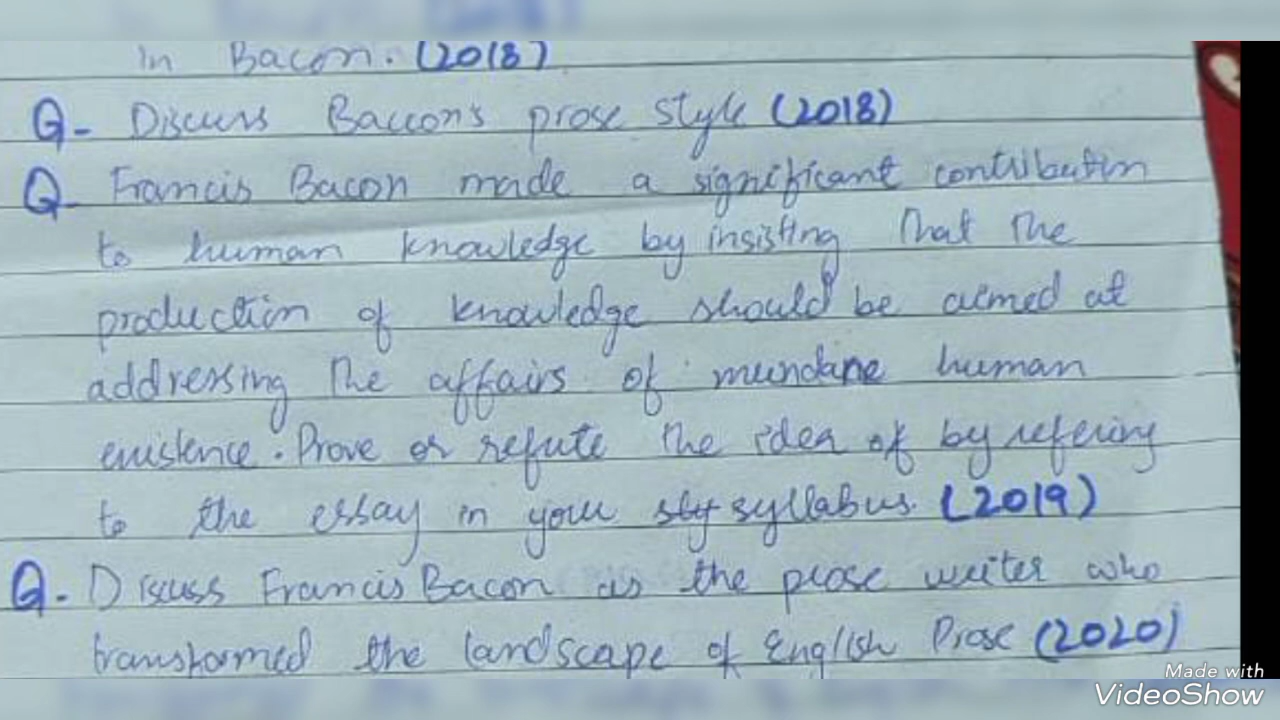 in Bacon. (2018)
Q- Discuss Baccon's prose style (2018)
Q- Francis Bacon made a significant contribution
to human knowledge by insisting that the
production of knowledge should be aimed at
addressing the affairs of mundane human
existence. Prove or refute the idea of by refering
to the essay in your sty syllabus. (2019)
Q. Discuss Francis Bacon as the prose writer who
transformed the landscape of English Prose (2020)
Made with
VideoShow